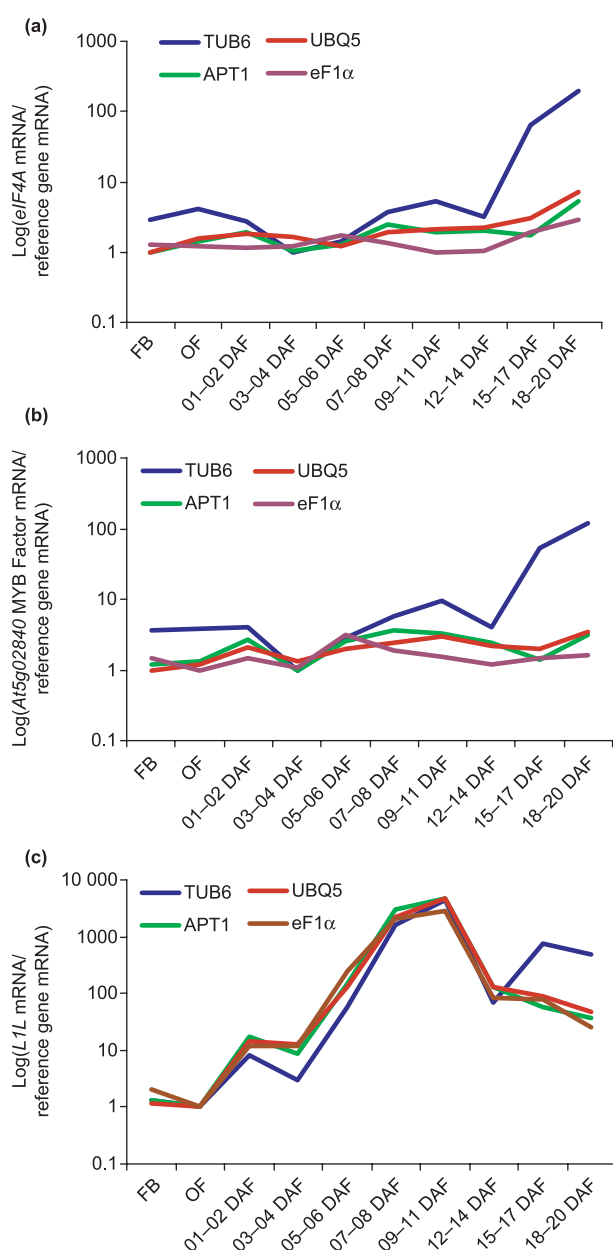 (a)
1000
100
10
1
0.1
Log(eIF4A mRNA/
reference gene mRNA)
TUB6
UBQ5
APT1
eF1α
FB
OF
01–02 DAF
03–04 DAF
05–06 DAF
07–08 DAF
09–11 DAF
12–14 DAF
15–17 DAF
18–20 DAF
(b)
1000
100
10
1
0.1
Log(At5g02840 MYB Factor mRNA/
reference gene mRNA)
TUB6
UBQ5
APT1
eF1α
FB
OF
01–02 DAF
03–04 DAF
05–06 DAF
07–08 DAF
09–11 DAF
12–14 DAF
15–17 DAF
18–20 DAF
(c)
10 000
1000
100
10
1
0.1
Log(L1L mRNA/
reference gene mRNA)
TUB6
UBQ5
APT1
eF1α
FB
OF
01–02 DAF
03–04 DAF
05–06 DAF
07–08 DAF
09–11 DAF
12–14 DAF
15–17 DAF
18–20 DAF